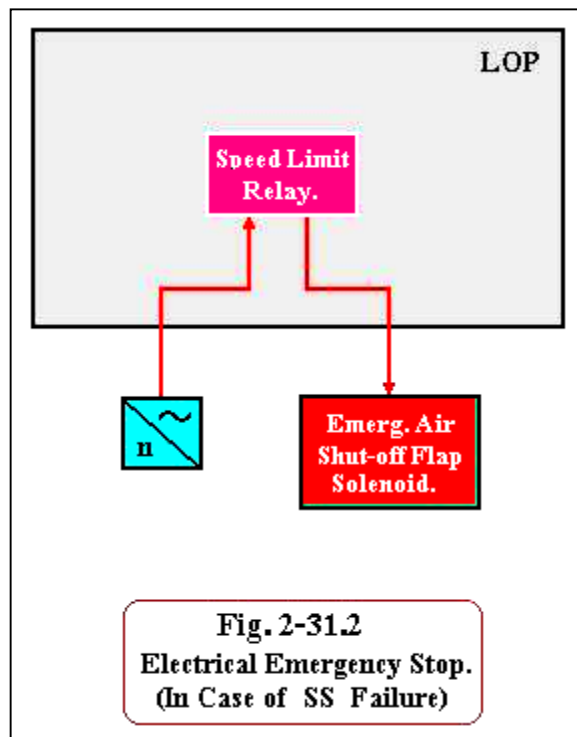 LOP
Speed Limit
Relay.
~
n
Emerg. Air
Shut-off Flap
Solenoid.
Fig. 2-31.2
Electrical Emergency Stop.
(In Case of SS Failure)